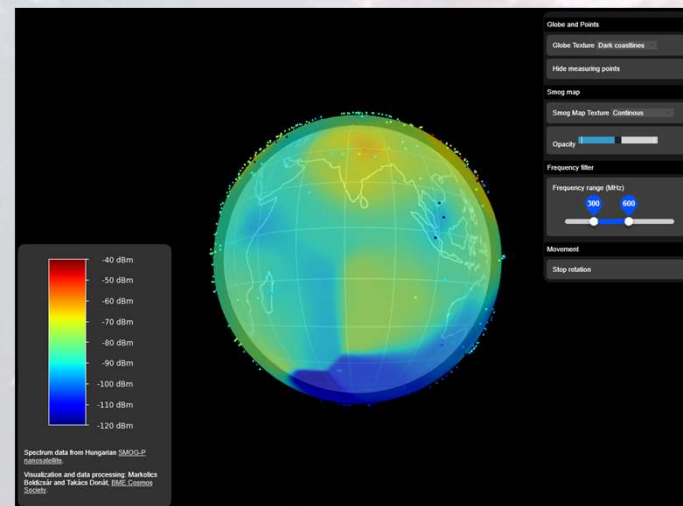 Globe and Points
Globe Texture Dark coastlines
Hide measuring points
Smog map
Smog Map Texture Continous
Opacity
Frequency filter
Frequency range (MHz)
300 600
Movement
Stop rotation
-40 dBm
-50 dBm
-60 dBm
-70 dBm
-80 dBm
-90 dBm
-100 dBm
-110 dBm
-120 dBm
Spectrum data from Hungarian SMOG-P
nanosatellite.
Visualization and data processing: Markotics
Boldizsár and Takács Donát, BME Cosmos
Society.